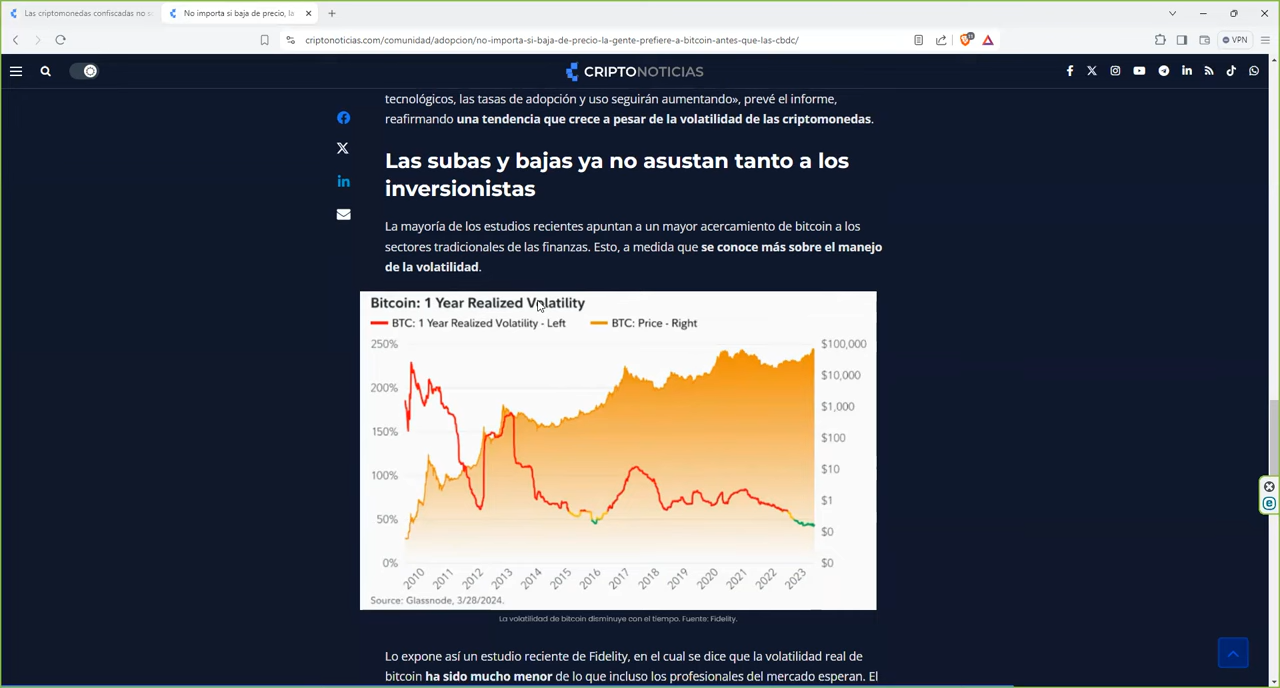 Las criptomonedas confiscadas no s
No importa si baja de precio, la
criptonoticias.com/comunidad/adopcion/no-importa-si-baja-de-precio-la-gente-prefiere-a-bitcoin-antes-que-las-cbdc/
VPN
CRIPTONOTICIAS
tecnológicos, las tasas de adopción y uso seguirán aumentando», prevé el informe,
reafirmando una tendencia que crece a pesar de la volatilidad de las criptomonedas.
Las subas y bajas ya no asustan tanto a los
inversionistas
La mayoría de los estudios recientes apuntan a un mayor acercamiento de bitcoin a los
sectores tradicionales de las finanzas. Esto, a medida que se conoce más sobre el manejo
de la volatilidad.
Bitcoin: 1 Year Realized Volatility
BTC: 1 Year Realized Volatility - Left BTC: Price - Right
250% $100,000
$10,000
200%
$1,000
150% $100
100% $10
$1
50% $0
0% $0
2010 2011 2012 2013 2014 2015 2016 2017 2018 2019 2020 2021 2022 2023
Source: Glassnode, 3/28/2024.
La volatilidad de bitcoin disminuye con el tiempo. Fuente: Fidelity.
Lo expone así un estudio reciente de Fidelity, en el cual se dice que la volatilidad real de
bitcoin ha sido mucho menor de lo que incluso los profesionales del mercado esperan. El